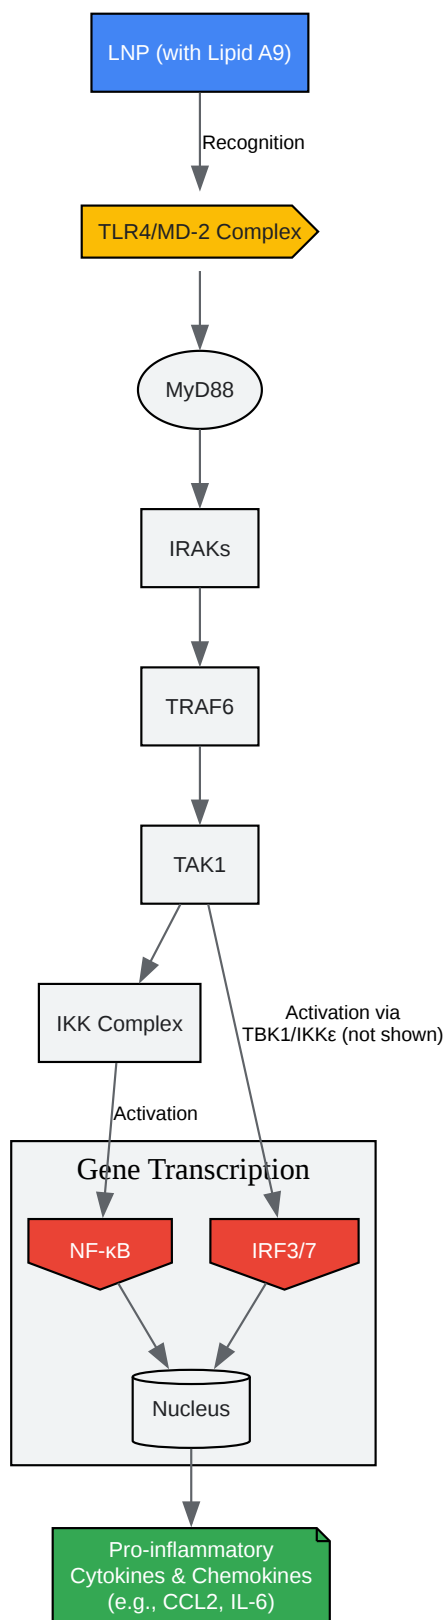 LNP (with Lipid A9)
Recognition
TLR4/MD-2 Complex
MyD88
IRAKs
TRAF6
TAK1
IKK Complex
Activation via
TBK1/IKKε (not shown)
Activation
Gene Transcription
NF-κB
IRF3/7
Nucleus
Pro-inflammatory
Cytokines & Chemokines
(e.g., CCL2, IL-6)